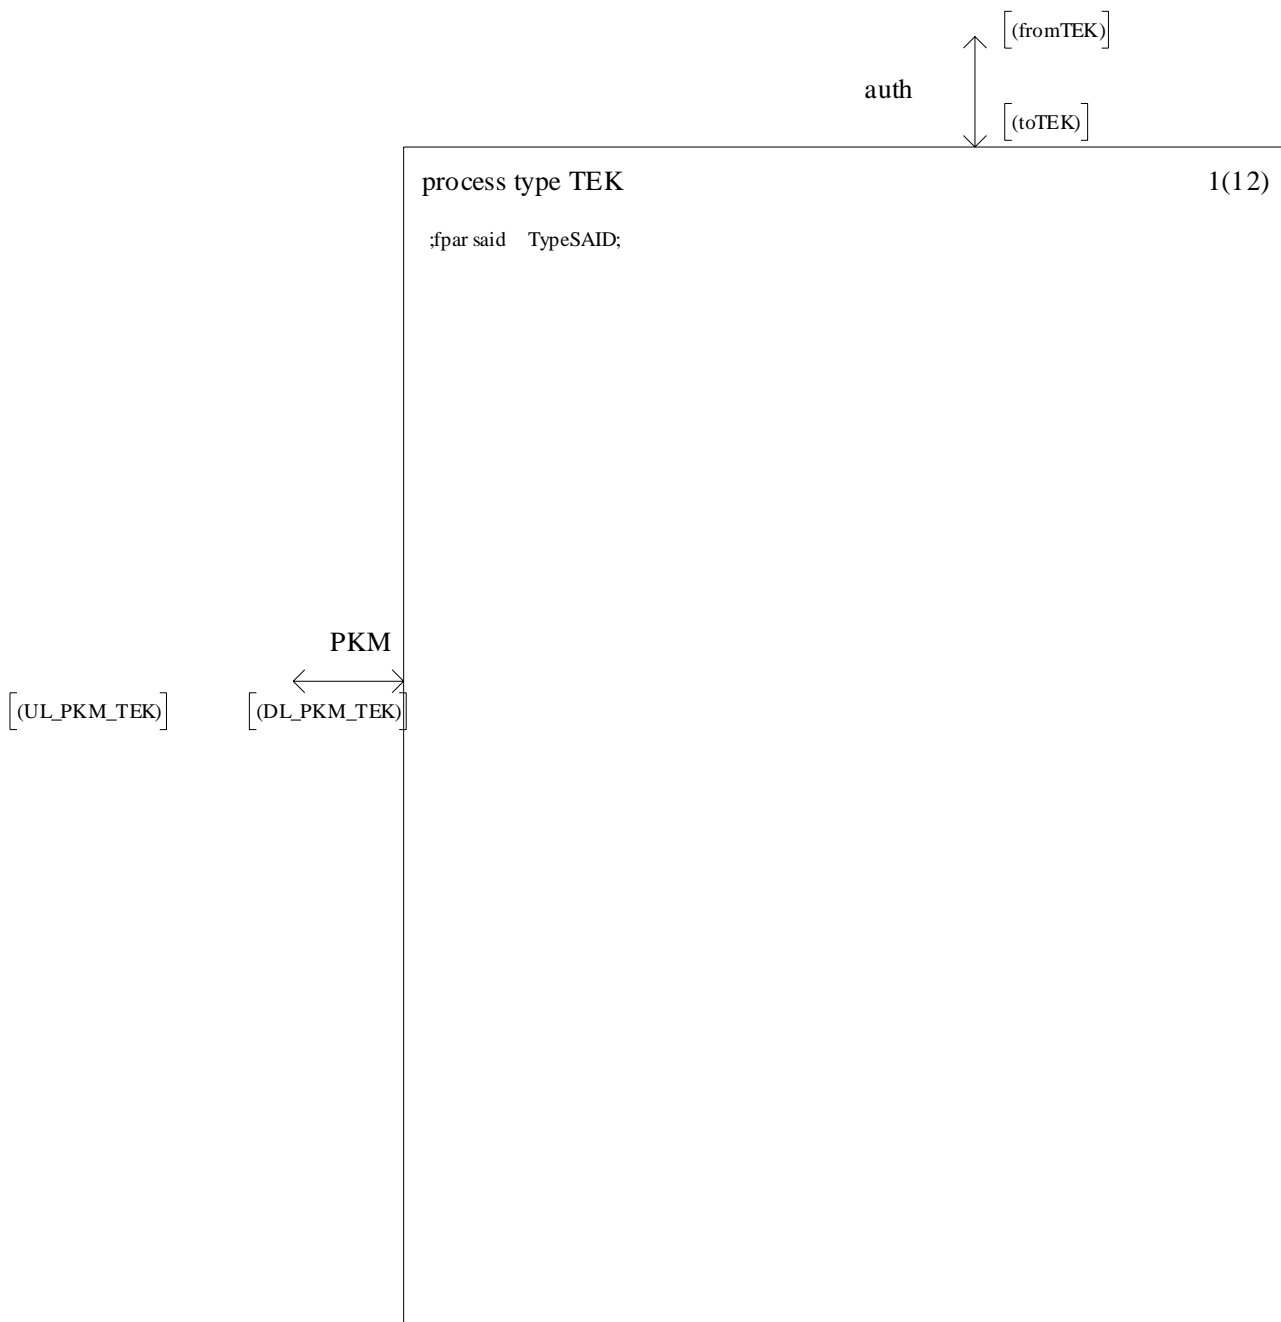 [(fromTEK)]
auth
[(toTEK)]
process type TEK 1(12)
;fpar said TypeSAID;
PKM
[(UL_PKM_TEK)] [(DL_PKM_TEK)]